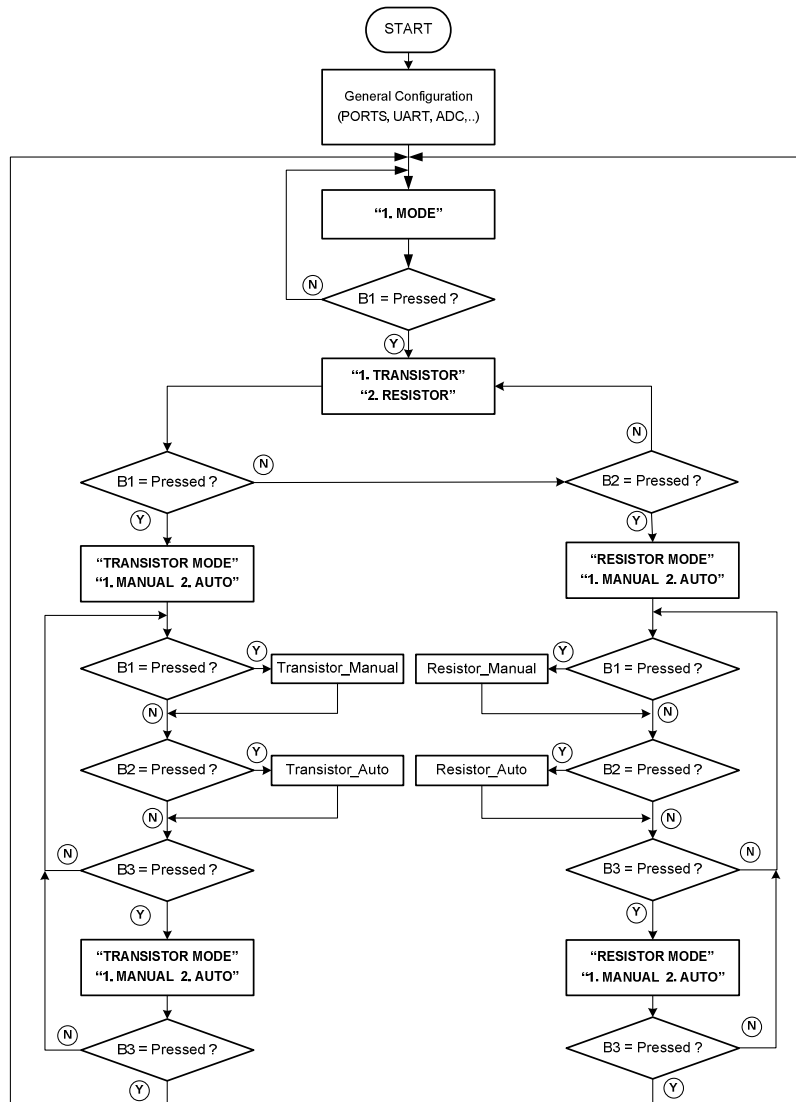 START
General Configuration
(PORTS, UART, ADC,..)
“1. MODE”
N
B1 = Pressed ?
Y
“1. TRANSISTOR”
“2. RESISTOR”
N
N
B1 = Pressed ?
B2 = Pressed ?
Y
Y
“TRANSISTOR MODE”
“1. MANUAL 2. AUTO”
“RESISTOR MODE”
“1. MANUAL 2. AUTO”
B1 = Pressed ?
Y
Transistor_Manual
Resistor_Manual
Y
B1 = Pressed ?
N
N
B2 = Pressed ?
Y
Transistor_Auto
Resistor_Auto
Y
B2 = Pressed ?
N
N
N
B3 = Pressed ?
B3 = Pressed ?
N
Y
Y
“TRANSISTOR MODE”
“1. MANUAL 2. AUTO”
“RESISTOR MODE”
“1. MANUAL 2. AUTO”
N
B3 = Pressed ?
B3 = Pressed ?
N
Y
Y